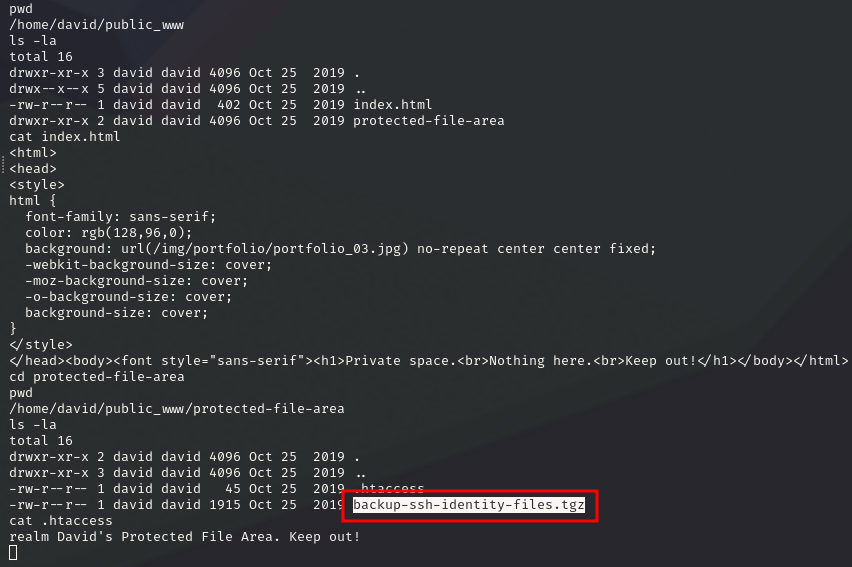 pwd
/home/david/public_www
ls -la
total 16
drwxr-xr-x 3 david david 4096 Oct 25  2019 .
drwx--x--x 5 david david 4096 Oct 25  2019 ..
-rw-r--r-- 1 david david  402 Oct 25  2019 index.html
drwxr-xr-x 2 david david 4096 Oct 25  2019 protected-file-area
cat index.html
<html>
<head>
<style>
html {
  font-family: sans-serif;
  color: rgb(128,96,0);
  background: url(/img/portfolio/portfolio_03.jpg) no-repeat center center fixed;
  -webkit-background-size: cover;
  -moz-background-size: cover;
  -o-background-size: cover;
  background-size: cover;
}
</style>
</head><body><font style="sans-serif"><h1>Private space.<br>Nothing here.<br>Keep out!</h1></body></html>
cd protected-file-area
pwd
/home/david/public_www/protected-file-area
ls -la
total 16
drwxr-xr-x 2 david david 4096 Oct 25  2019 .
drwxr-xr-x 3 david david 4096 Oct 25  2019 ..
-rw-r--r-- 1 david david   45 Oct 25  2019 .htaccess
-rw-r--r-- 1 david david 1915 Oct 25  2019 backup-ssh-identity-files.tgz
cat .htaccess
realm David's Protected File Area. Keep out!